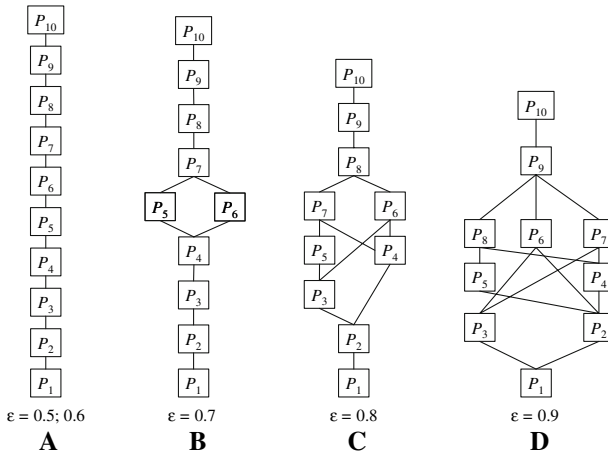 P10
P9
P8
P7
P6
P5
P4
P3
P2
P1
ε = 0.5; 0.6
A
P10
P9
P8
P7
P5 P6
P4
P3
P2
P1
ε = 0.7
B
P10
P9
P8
P7 P6
P5 P4
P3
P2
P1
ε = 0.8
C
P10
P9
P8 P6 P7
P5 P4
P3 P2
P1
ε = 0.9
D